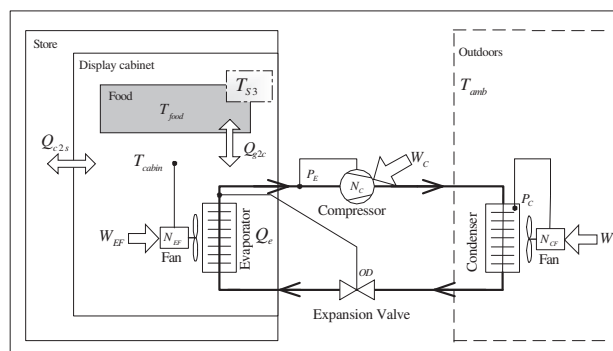 Store
Display cabinet
Food
T_S3
T_food
Q_c2s
Q_g2c
T_cabin
W_EF
N_EF
Fan
Evaporator
Q_e
P_E
N_C
W_C
Compressor
OD
Expansion Valve
Outdoors
T_amb
P_C
Condenser
N_CF
Fan
W